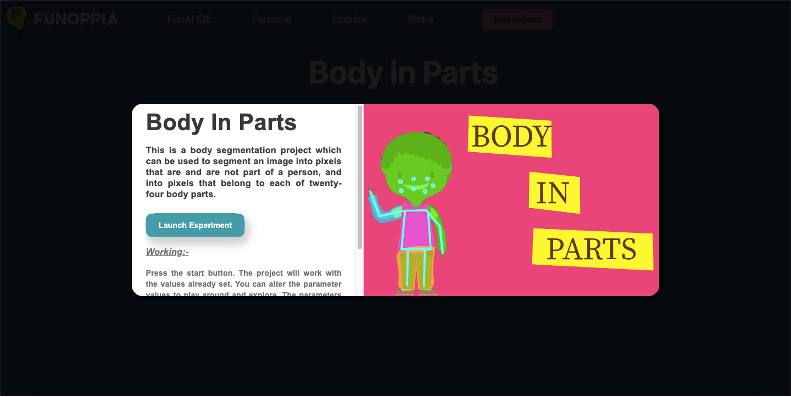 FUNOPPIA
FunAI IDE
Funzone
Enquire
Share
Instructions
Body in Parts
Body In Parts
This is a body segmentation project which
can be used to segment an image into pixels
that are and are not part of a person, and
into pixels that belong to each of twenty-
four body parts.
Launch Experiment
Working:-
Press the start button. The project will work with
the values already set. You can alter the parameter
values to play around and explore. The parameters
BODY
IN
PARTS